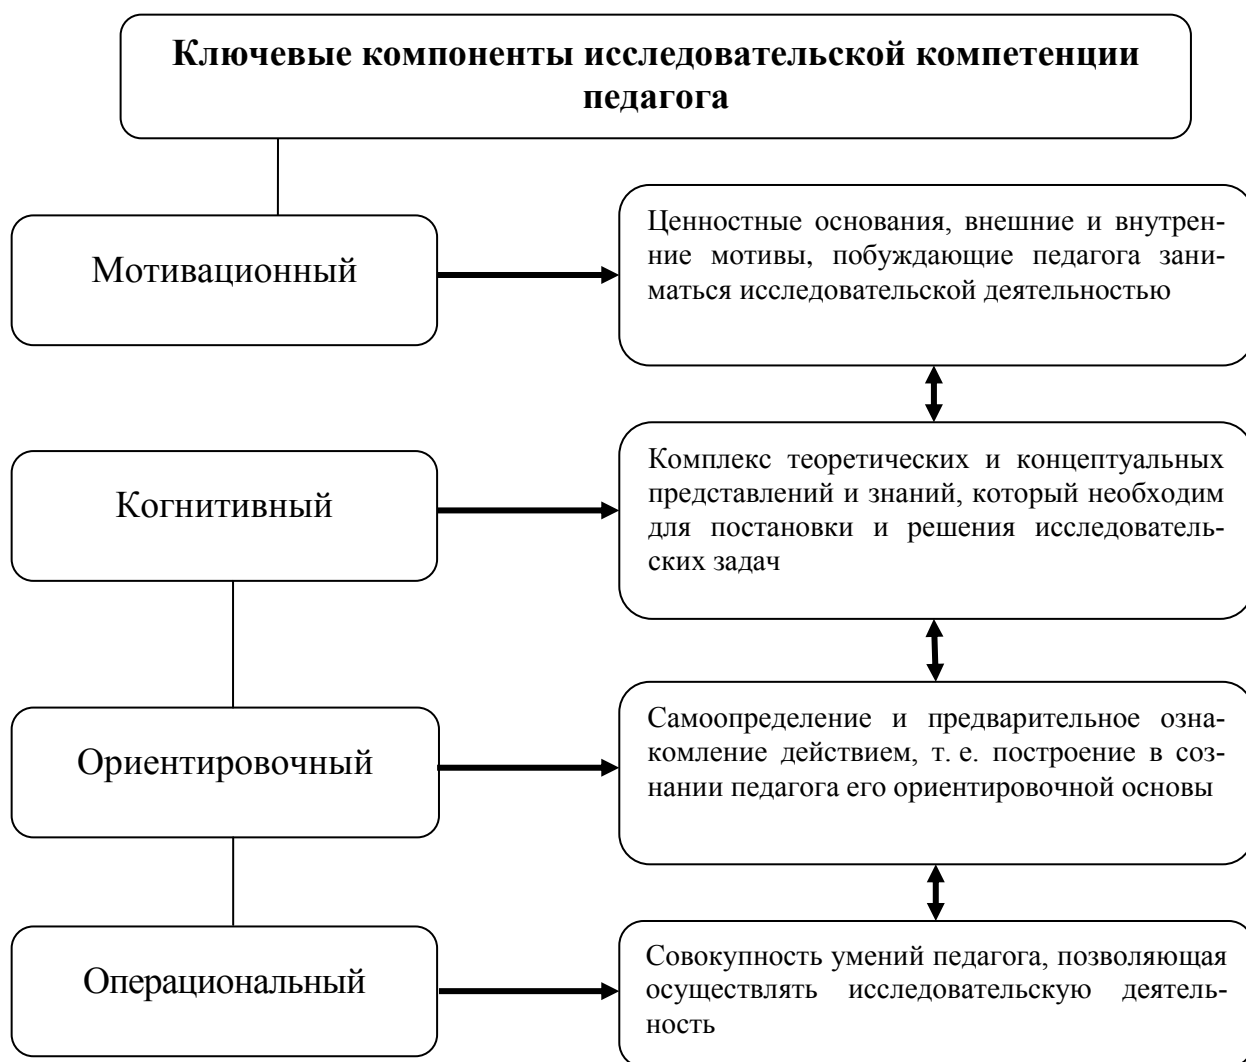 Ключевые компоненты исследовательской компетенции
педагога
Мотивационный
Ценностные основания, внешние и внутрен-
ние мотивы, побуждающие педагога зани-
маться исследовательской деятельностью
Когнитивный
Комплекс теоретических и концептуальных
представлений и знаний, который необходим
для постановки и решения исследователь-
ских задач
Ориентировочный
Самоопределение и предварительное озна-
комление действием, т. е. построение в соз-
нании педагога его ориентировочной основы
Операциональный
Совокупность умений педагога, позволяющая
осуществлять исследовательскую деятель-
ность